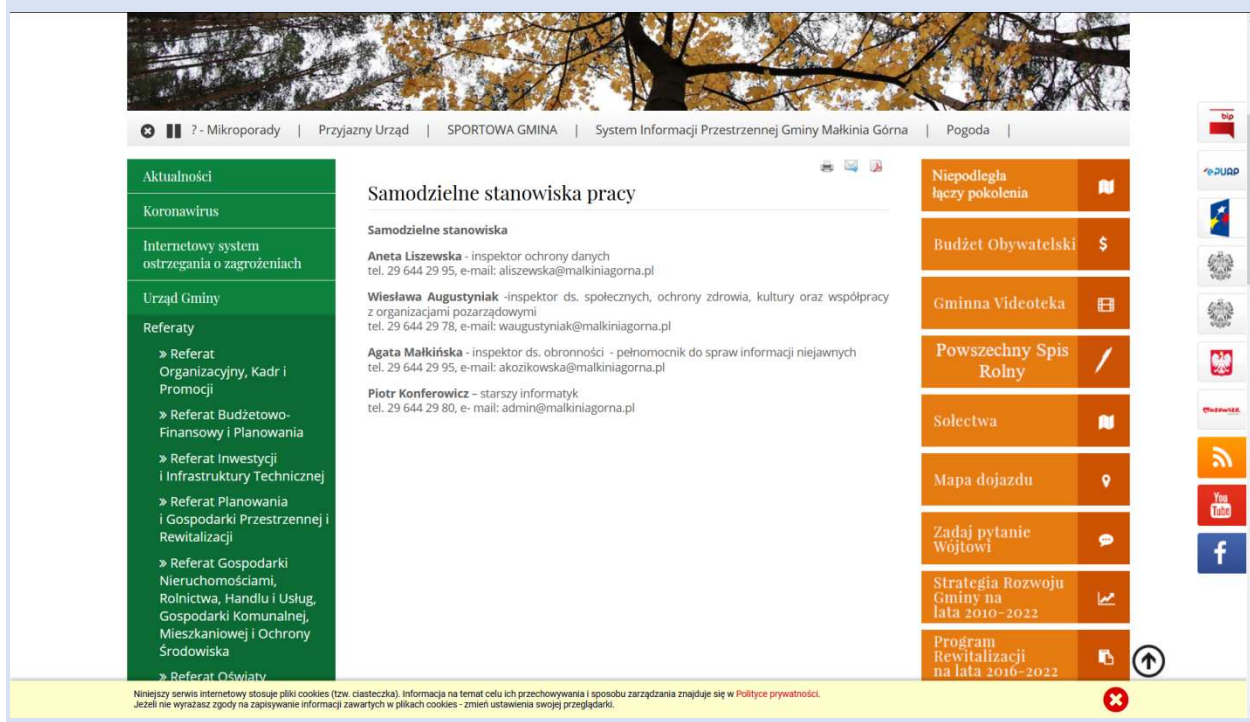 ? - Mikroporady | Przyjazny Urząd | SPORTOWA GMINA | System Informacji Przestrzennej Gminy Małkinia Górna | Pogoda |
Aktualności
Koronawirus
Internetowy system
ostrzegania o zagrożeniach
Urząd Gminy
Referaty
» Referat
Organizacyjny, Kadr i
Promocji
» Referat Budżetowo-
Finansowy i Planowania
» Referat Inwestycji
i Infrastruktury Technicznej
» Referat Planowania
i Gospodarki Przestrzennej i
Rewitalizacji
» Referat Gospodarki
Nieruchomościami,
Rolnictwa, Handlu i Usług,
Gospodarki Komunalnej,
Mieszkaniowej i Ochrony
Środowiska
» Referat Oświaty
Samodzielne stanowiska pracy
Samodzielne stanowiska
Aneta Liszewska - inspektor ochrony danych
tel. 29 644 29 95, e-mail: aliszewska@malkiniagorna.pl
Wiesława Augustyniak -inspektor ds. społecznych, ochrony zdrowia, kultury oraz współpracy
z organizacjami pozarządowymi
tel. 29 644 29 78, e-mail: waugustyniak@malkiniagorna.pl
Agata Małkińska - inspektor ds. obronności - pełnomocnik do spraw informacji niejawnych
tel. 29 644 29 95, e-mail: akozikowska@malkiniagorna.pl
Piotr Konferowicz – starszy informatyk
tel. 29 644 29 80, e- mail: admin@malkiniagorna.pl
Niepodległa
łączy pokolenia
Budżet Obywatelski
Gminna Videoteka
Powszechny Spis
Rolny
Sołectwa
Mapa dojazdu
Zadaj pytanie
Wójtowi
Strategia Rozwoju
Gminy na
lata 2010-2022
Program
Rewitalizacji
na lata 2016-2022
bip
ePUAP
Mazowsze.
You
Tube
Niniejszy serwis internetowy stosuje pliki cookies (tzw. ciasteczka). Informacja na temat celu ich przechowywania i sposobu zarządzania znajduje się w Polityce prywatności.
Jeżeli nie wyrażasz zgody na zapisywanie informacji zawartych w plikach cookies - zmień ustawienia swojej przeglądarki.